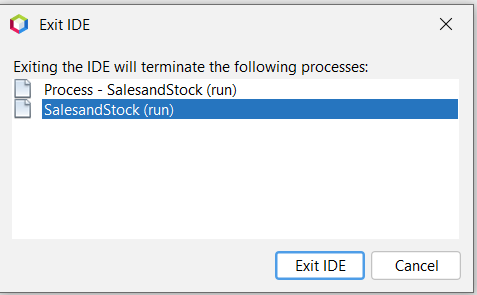 Exit IDE
Exiting the IDE will terminate the following processes:
Process - SalesandStock (run)
SalesandStock (run)
Exit IDE Cancel